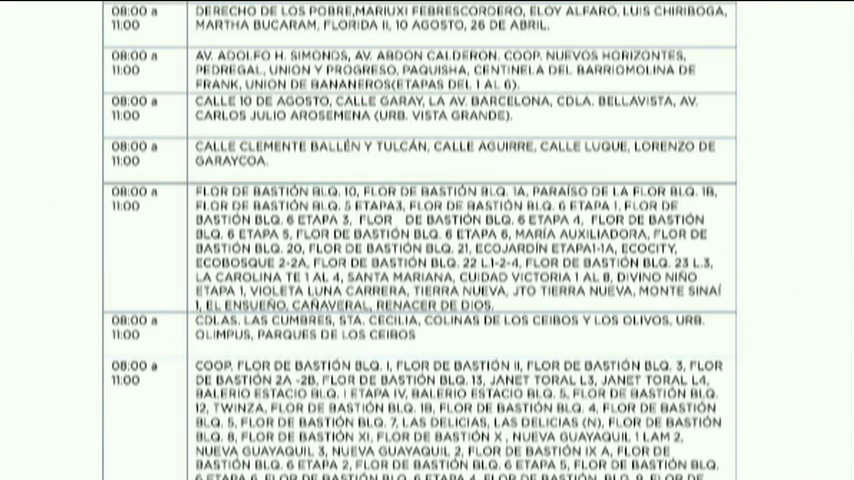 08:00 a
11:00
DERECHO DE LOS POBRE,MARIUXI FEBRESCORDERO, ELOY ALFARO, LUIS CHIRIBOGA,
MARTHA BUCARAM, FLORIDA II, 10 AGOSTO, 26 DE ABRIL.
08:00 a
11:00
AV. ADOLFO H. SIMONDS, AV. ABDON CALDERON. COOP. NUEVOS HORIZONTES,
PEDREGAL, UNION Y PROGRESO, PAQUISHA, CENTINELA DEL BARRIOMOLINA DE
FRANK, UNION DE BANANEROS(ETAPAS DEL 1 AL 6).
08:00 a
11:00
CALLE 10 DE AGOSTO, CALLE GARAY, LA AV. BARCELONA, CDLA. BELLAVISTA, AV.
CARLOS JULIO AROSEMENA (URB. VISTA GRANDE).
08:00 a
11:00
CALLE CLEMENTE BALLÉN Y TULCÁN, CALLE AGUIRRE, CALLE LUQUE, LORENZO DE
GARAYCOA.
08:00 a
11:00
FLOR DE BASTIÓN BLQ. 10, FLOR DE BASTIÓN BLQ. 1A, PARAÍSO DE LA FLOR BLQ. 1B,
FLOR DE BASTIÓN BLQ. 5 ETAPA3, FLOR DE BASTIÓN BLQ. 6 ETAPA 1, FLOR DE
BASTIÓN BLQ. 6 ETAPA 3, FLOR DE BASTIÓN BLQ. 6 ETAPA 4, FLOR DE BASTIÓN
BLQ. 6 ETAPA 5, FLOR DE BASTIÓN BLQ. 6 ETAPA 6, MARÍA AUXILIADORA, FLOR DE
BASTIÓN BLQ. 20, FLOR DE BASTIÓN BLQ. 21, ECOJARDÍN ETAPA1-1A, ECOCITY,
ECOBOSQUE 2-2A, FLOR DE BASTIÓN BLQ. 22 L.1-2-4, FLOR DE BASTIÓN BLQ. 23 L.3,
LA CAROLINA TE 1 AL 4, SANTA MARIANA, CUIDAD VICTORIA 1 AL 8, DIVINO NIÑO
ETAPA 1, VIOLETA LUNA CARRERA, TIERRA NUEVA, JTO TIERRA NUEVA, MONTE SINAÍ
1, EL ENSUEÑO, CAÑAVERAL, RENACER DE DIOS.
08:00 a
11:00
CDLAS. LAS CUMBRES, STA. CECILIA, COLINAS DE LOS CEIBOS Y LOS OLIVOS, URB.
OLIMPUS, PARQUES DE LOS CEIBOS
08:00 a
11:00
COOP. FLOR DE BASTIÓN BLQ. I, FLOR DE BASTIÓN II, FLOR DE BASTIÓN BLQ. 3, FLOR
DE BASTIÓN 2A -2B, FLOR DE BASTIÓN BLQ. 13, JANET TORAL L3, JANET TORAL L4,
BALERIO ESTACIO BLQ. I ETAPA IV, BALERIO ESTACIO BLQ. 5, FLOR DE BASTIÓN BLQ.
12, TWINZA, FLOR DE BASTIÓN BLQ. 1B, FLOR DE BASTIÓN BLQ. 4, FLOR DE BASTIÓN
BLQ. 5, FLOR DE BASTIÓN BLQ. 7, LAS DELICIAS, LAS DELICIAS (N), FLOR DE BASTIÓN
BLQ. 8, FLOR DE BASTIÓN XI, FLOR DE BASTIÓN X , NUEVA GUAYAQUIL 1 LAM 2,
NUEVA GUAYAQUIL 3, NUEVA GUAYAQUIL 2, FLOR DE BASTIÓN IX A, FLOR DE
BASTIÓN BLQ. 6 ETAPA 2, FLOR DE BASTIÓN BLQ. 6 ETAPA 5, FLOR DE BASTIÓN BLQ.
6 ETAPA 6, FLOR DE BASTIÓN BLQ. 6 ETAPA 4, FLOR DE BASTIÓN BLQ. 9, FLOR DE